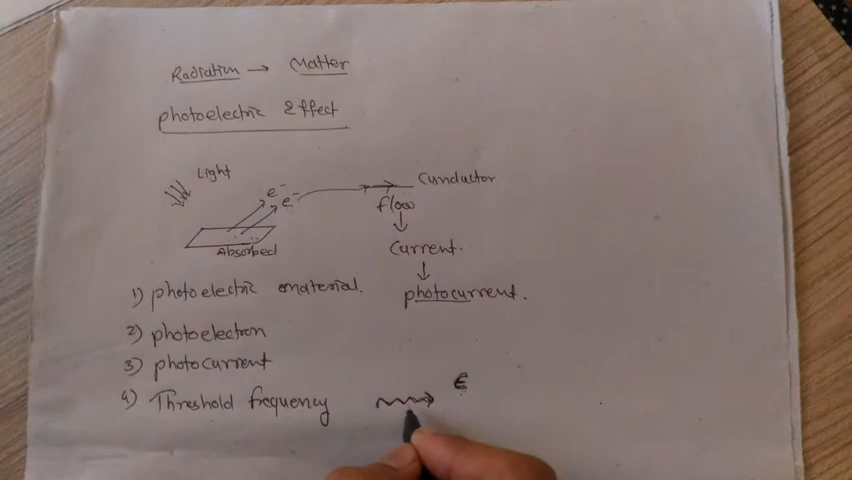 Radiation → Matter
photoelectric Effect
Light
e⁻ e⁻
Conductor
flow
Absorbed
Current.
1) photoelectric material.
photocurrent.
2) photoelectron
3) photocurrent
4) Threshold frequency
E